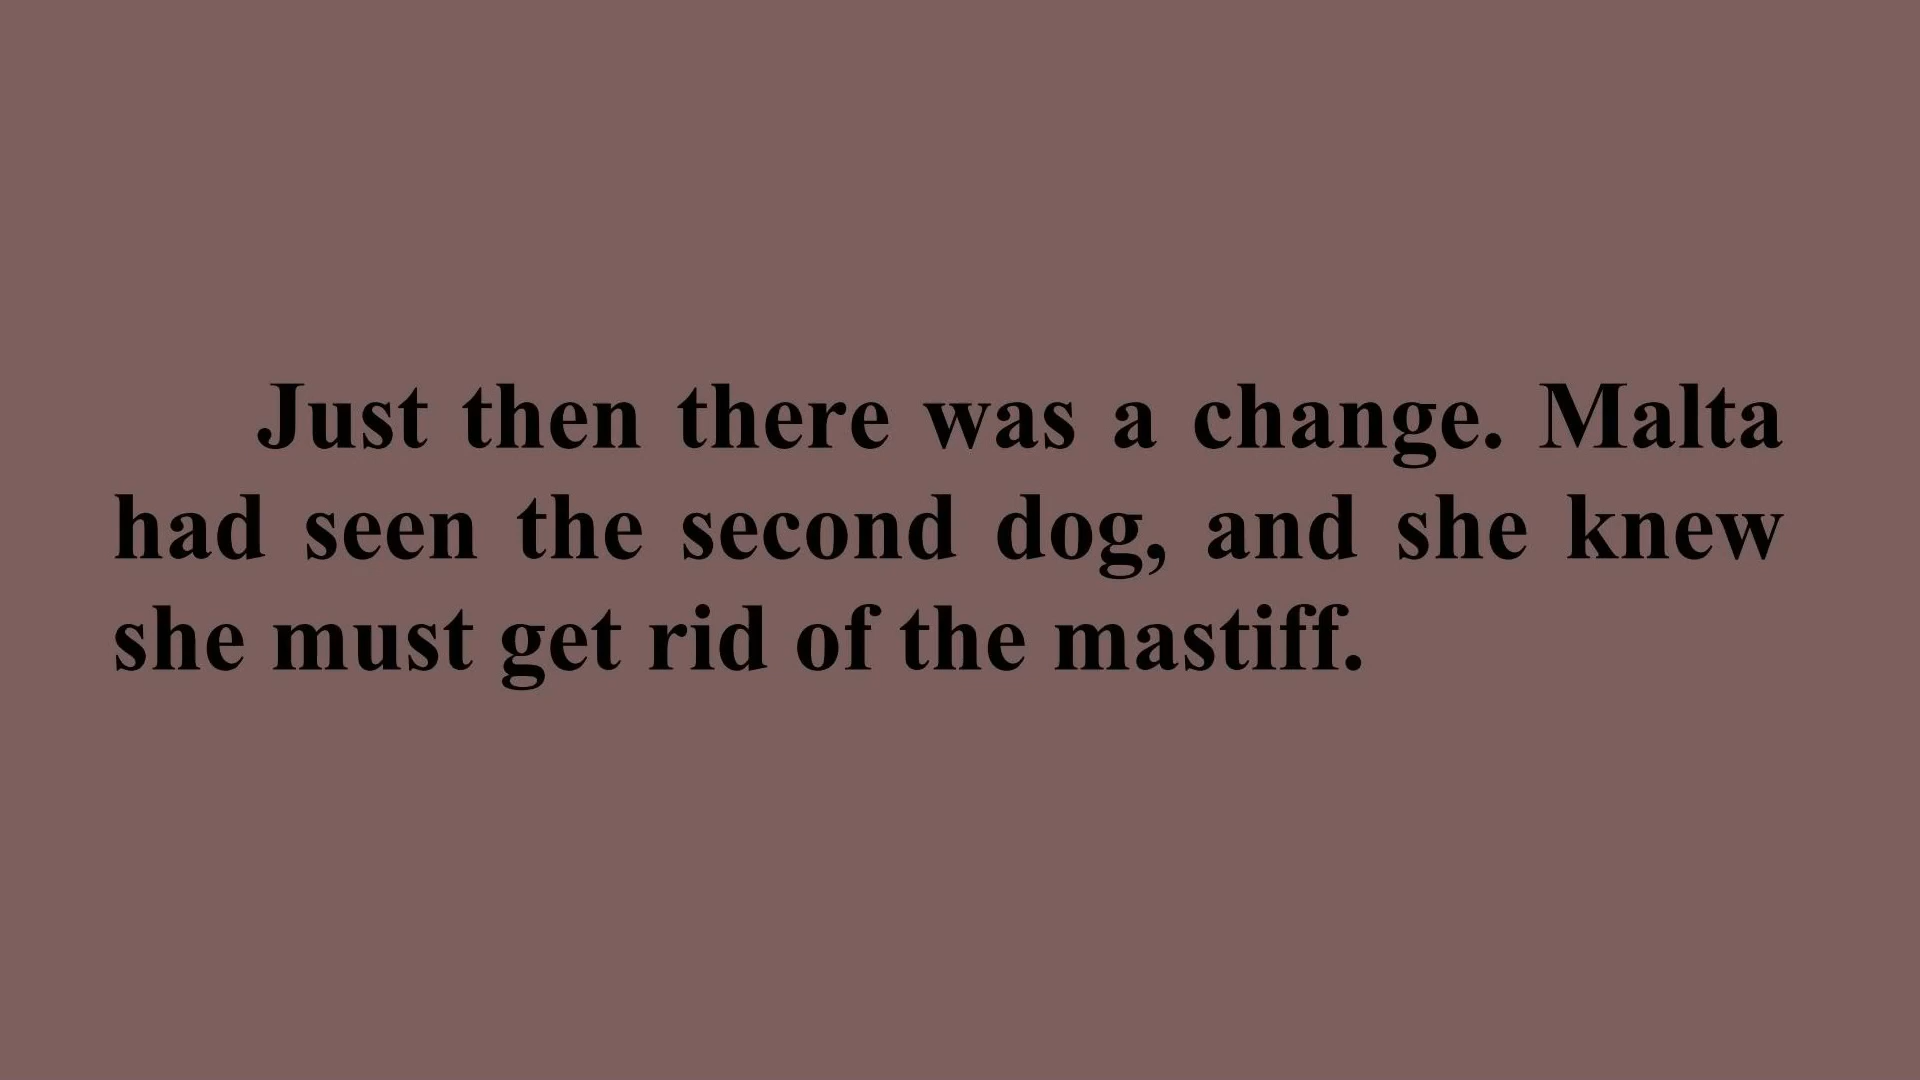 Just then there was a change. Malta
had seen the second dog, and she knew
she must get rid of the mastiff.